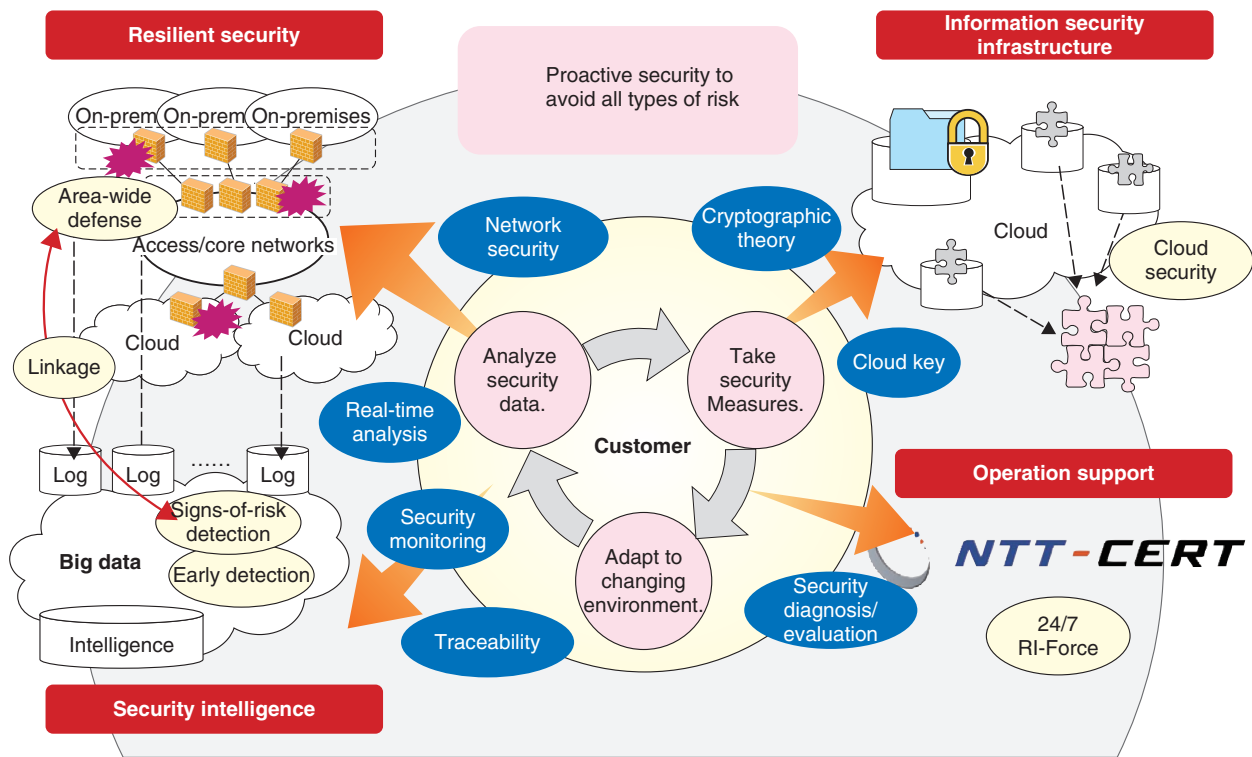 Resilient security
Proactive security to
avoid all types of risk
Information security
infrastructure
On-prem
On-prem
On-premises
Area-wide
defense
Access/core networks
Cloud
Cloud
Linkage
Log
Log
......
Log
Signs-of-risk
detection
Big data
Early detection
Intelligence
Security intelligence
Network
security
Cryptographic
theory
Cloud key
Real-time
analysis
Security
monitoring
Traceability
Security
diagnosis/
evaluation
Analyze
security
data.
Take
security
Measures.
Customer
Adapt to
changing
environment.
Cloud
Cloud
security
Operation support
NTT-CERT
24/7
RI-Force